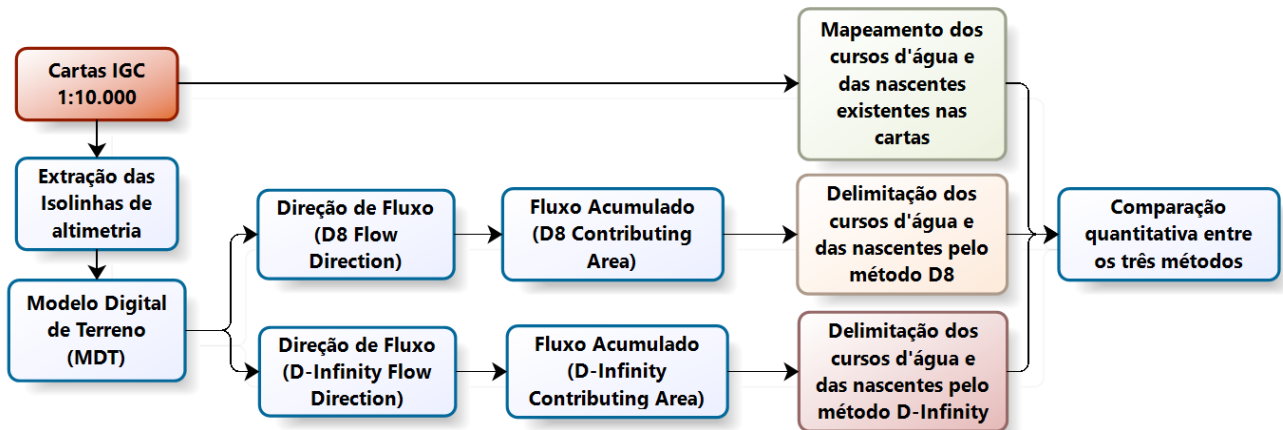 Cartas IGC
1:10.000
Extração das
Isolinhas de
altimetria
Modelo Digital
de Terreno
(MDT)
Direção de Fluxo
(D8 Flow
Direction)
Fluxo Acumulado
(D8 Contributing
Area)
Direção de Fluxo
(D-Infinity Flow
Direction)
Fluxo Acumulado
(D-Infinity
Contributing Area)
Mapeamento dos
cursos d'água e
das nascentes
existentes nas
cartas
Delimitação dos
cursos d'água e
das nascentes pelo
método D8
Delimitação dos
cursos d'água e
das nascentes pelo
método D-Infinity
Comparação
quantitativa entre
os três métodos